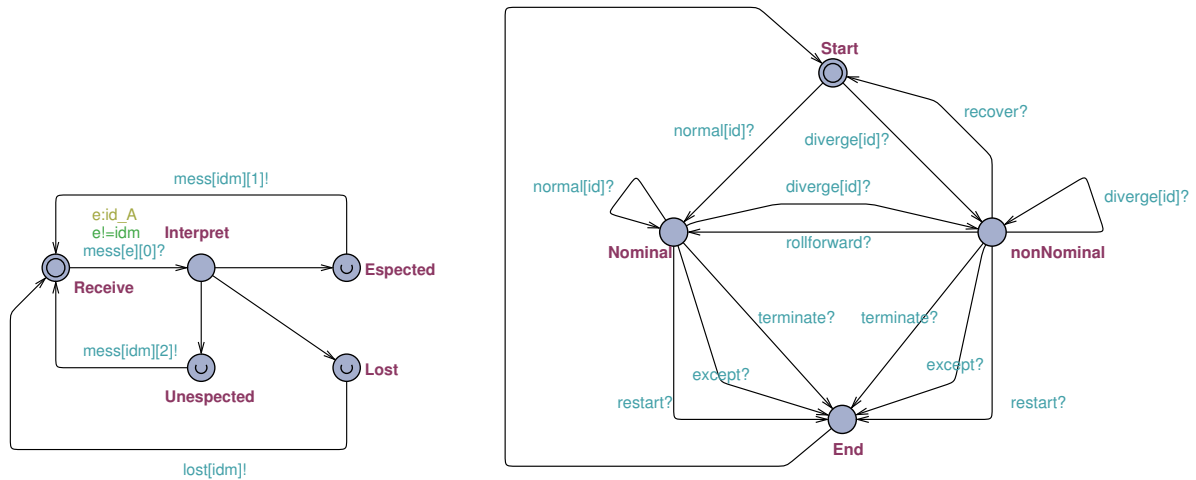 mess[idm][1]!
e:id_A
e!=idm
mess[e][0]?
Interpret
Receive
Espected
mess[idm][2]!
Unespected
Lost
lost[idm]!
Start
normal[id]?
diverge[id]?
recover?
normal[id]?
diverge[id]?
diverge[id]?
Nominal
rollforward?
nonNominal
terminate?
terminate?
except?
except?
restart?
restart?
End